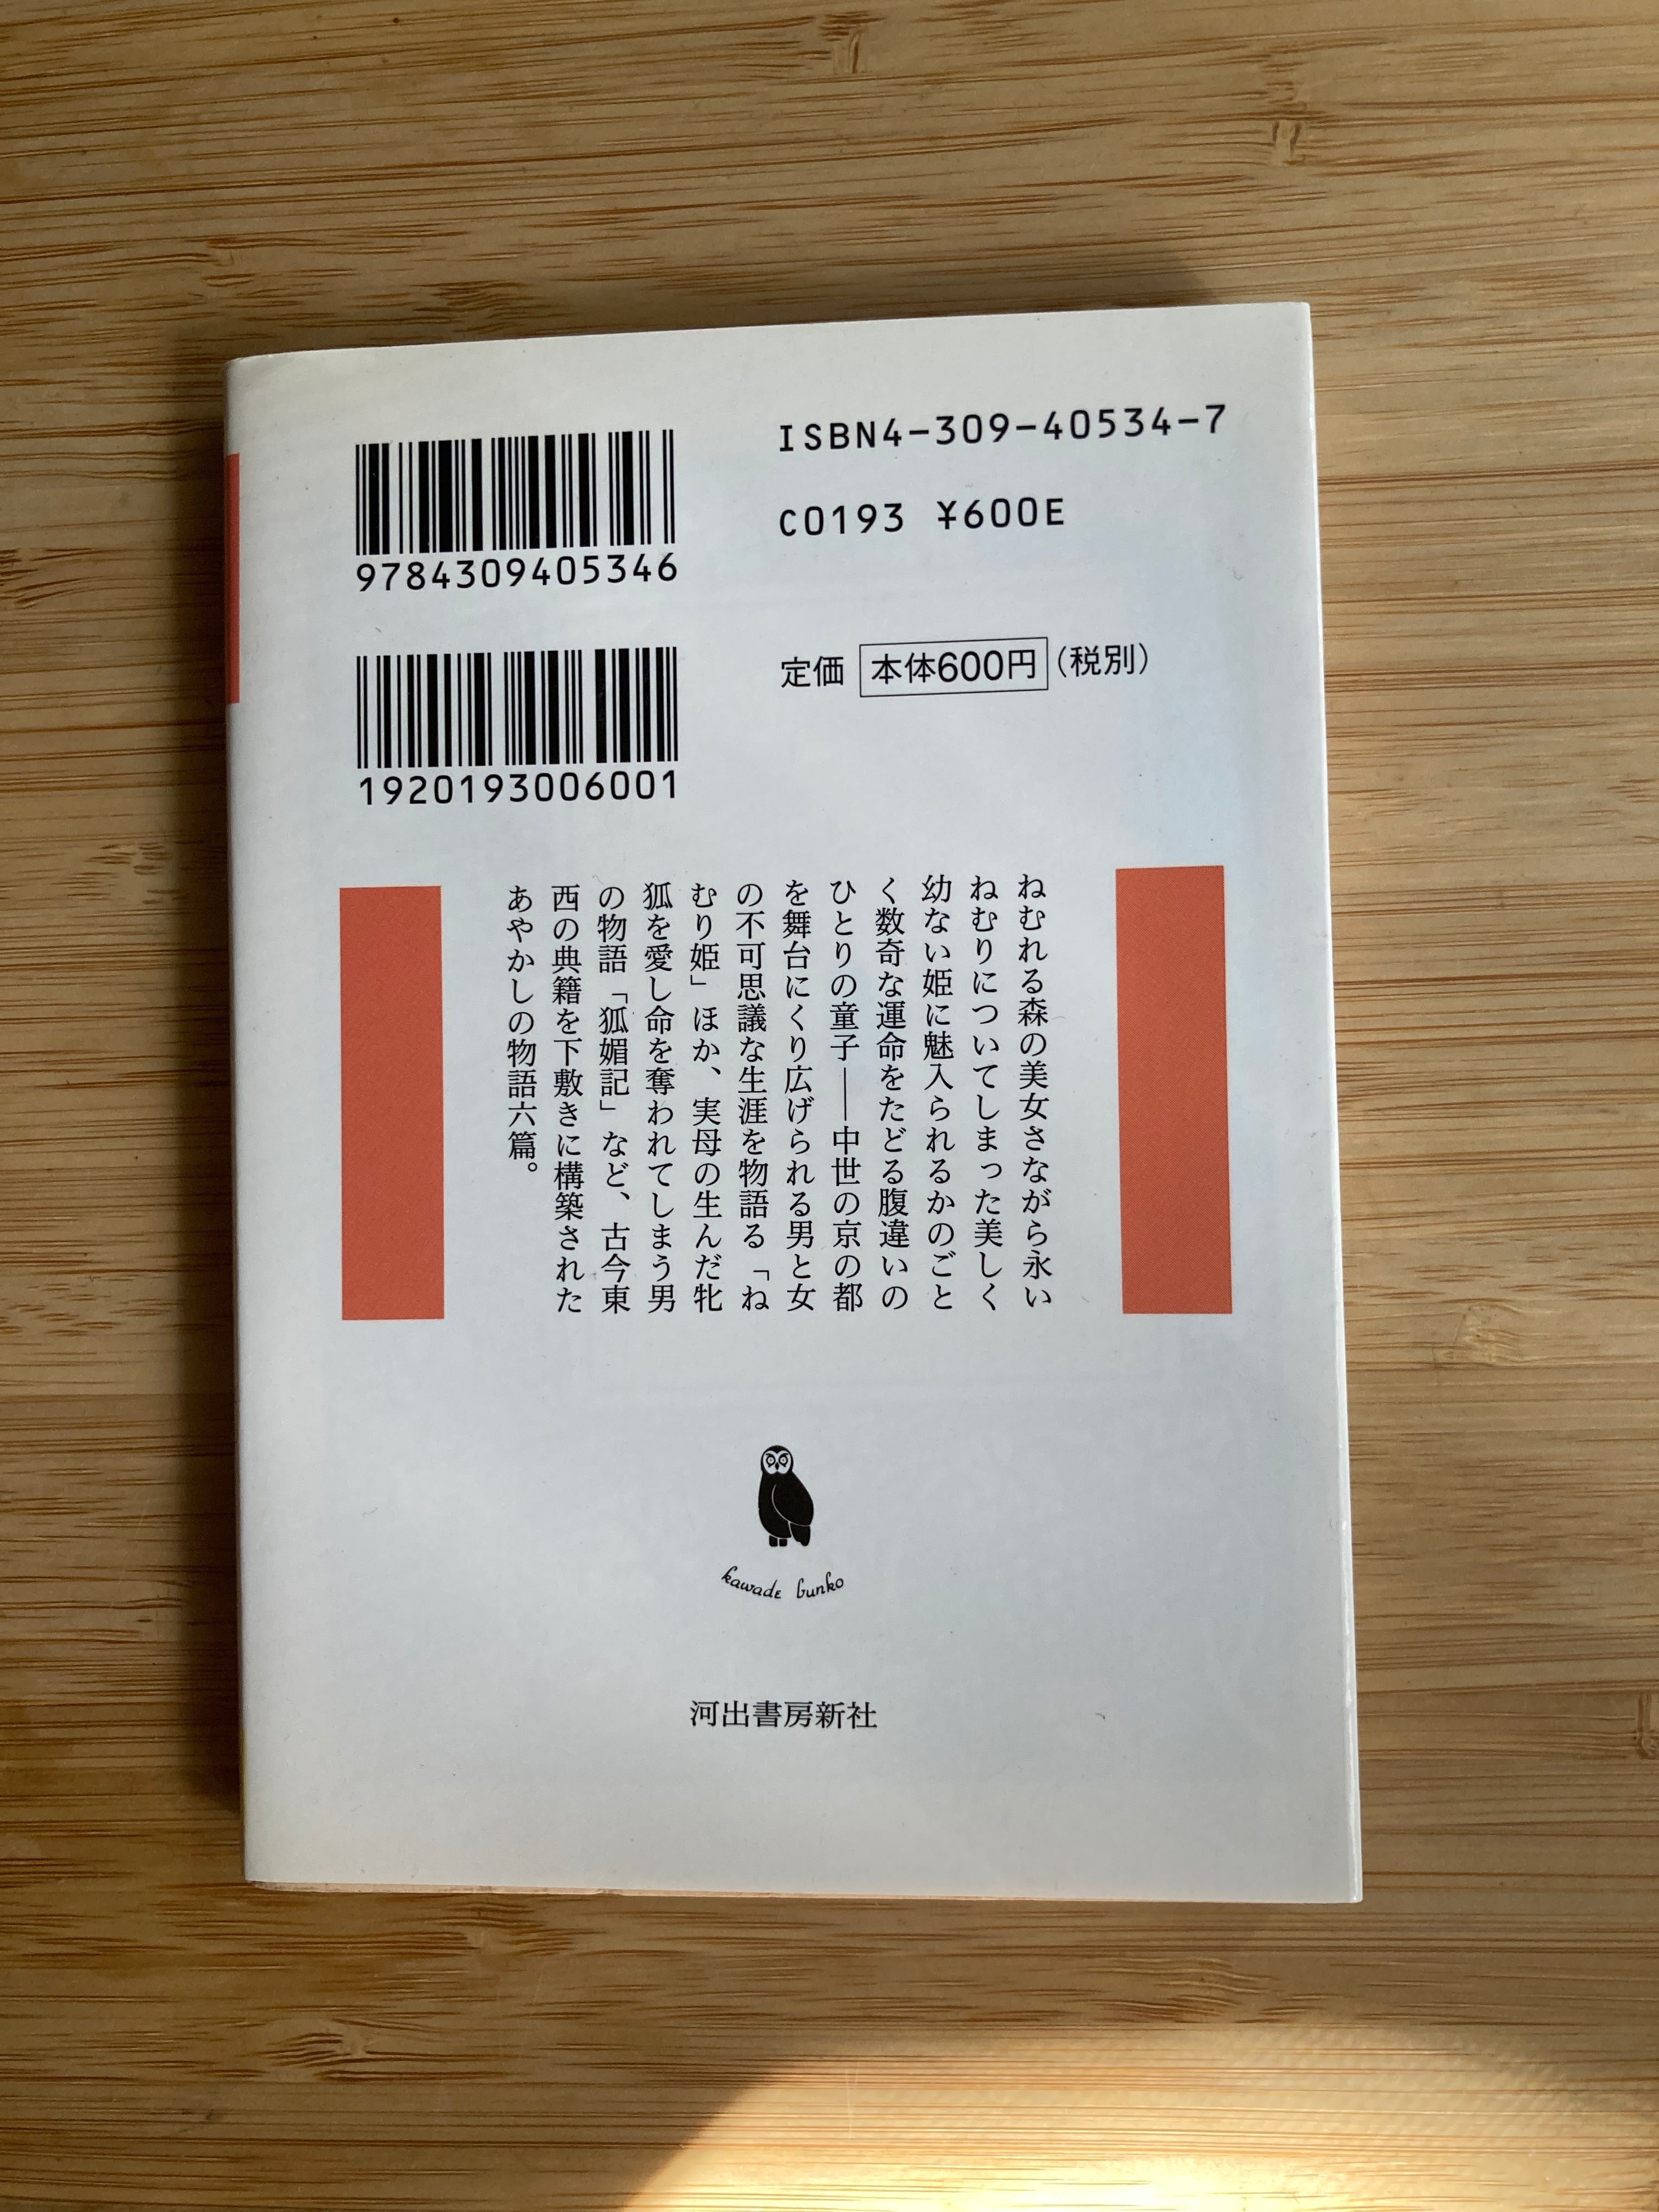 ISBN4-309-40534-7
C0193 ¥600E
9784309405346
定価 本体600円(税別)
1920193006001
ねむれる森の美女さながら永い
ねむりについてしまった美しく
幼ない姫に魅入られるかのごと
く数奇な運命をたどる腹違いの
ひとりの童子――中世の京の都
を舞台にくり広げられる男と女
の不可思議な生涯を物語る「ね
むり姫」ほか、実母の生んだ牝
狐を愛し命を奪われてしまう男
の物語「狐媚記」など、古今東
西の典籍を下敷きに構築された
あやかしの物語六篇。
kawade bunko
河出書房新社